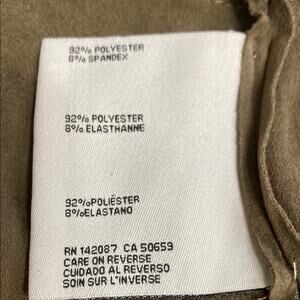 92% POLYESTER
8% SPANDEX
92% POLYESTER
8% ELASTHANNE
92%POLIÉSTER
8%ELASTANO
RN 142087 CA 50659
CARE ON REVERSE
CUIDADO AL REVERSO
SOIN SUR L'INVERSE